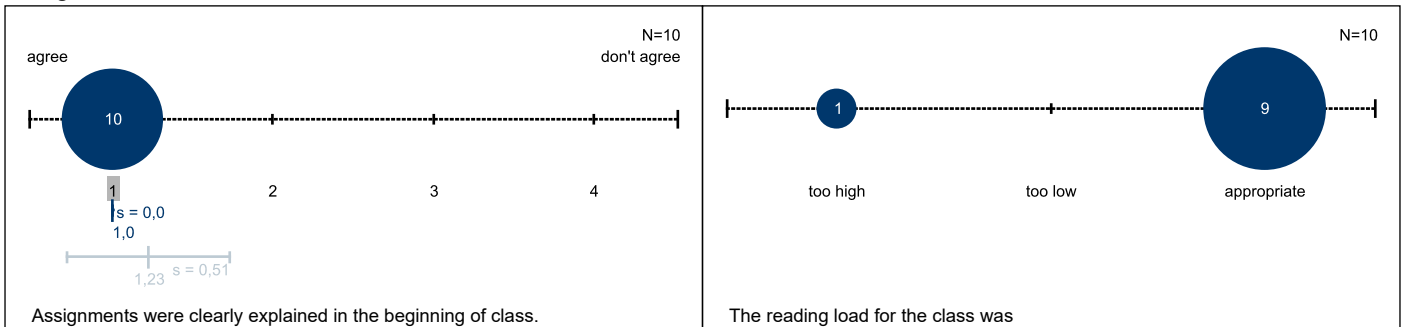 N=10
agree
don't agree
10
1
2
3
4
s = 0,0
1,0
s = 0,51
1,23
Assignments were clearly explained in the beginning of class.
N=10
1
9
too high
too low
appropriate
The reading load for the class was